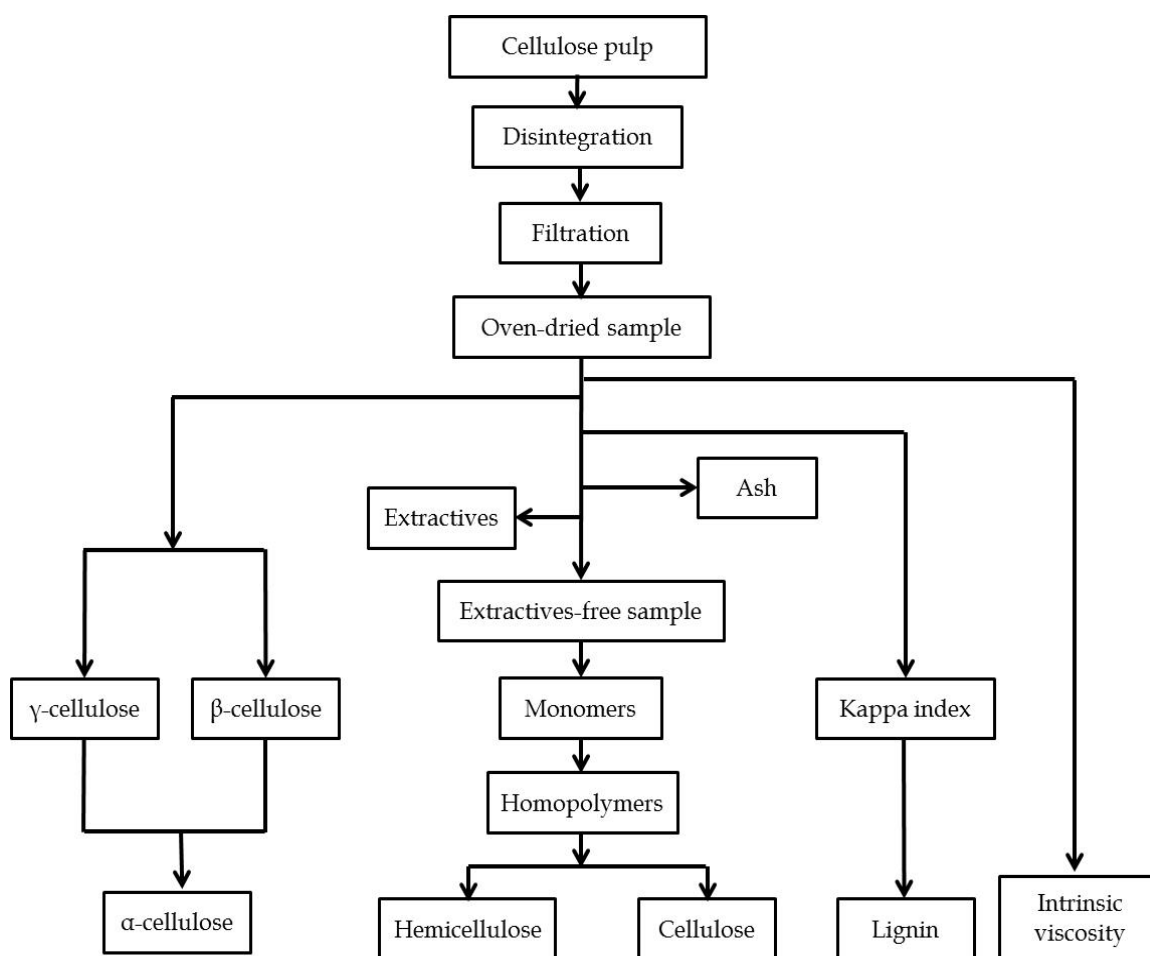 Cellulose pulp
Disintegration
Filtration
Oven-dried sample
Ash
Extractives
Extractives-free sample
γ-cellulose
β-cellulose
Monomers
Kappa index
Homopolymers
α-cellulose
Hemicellulose
Cellulose
Lignin
Intrinsic
viscosity